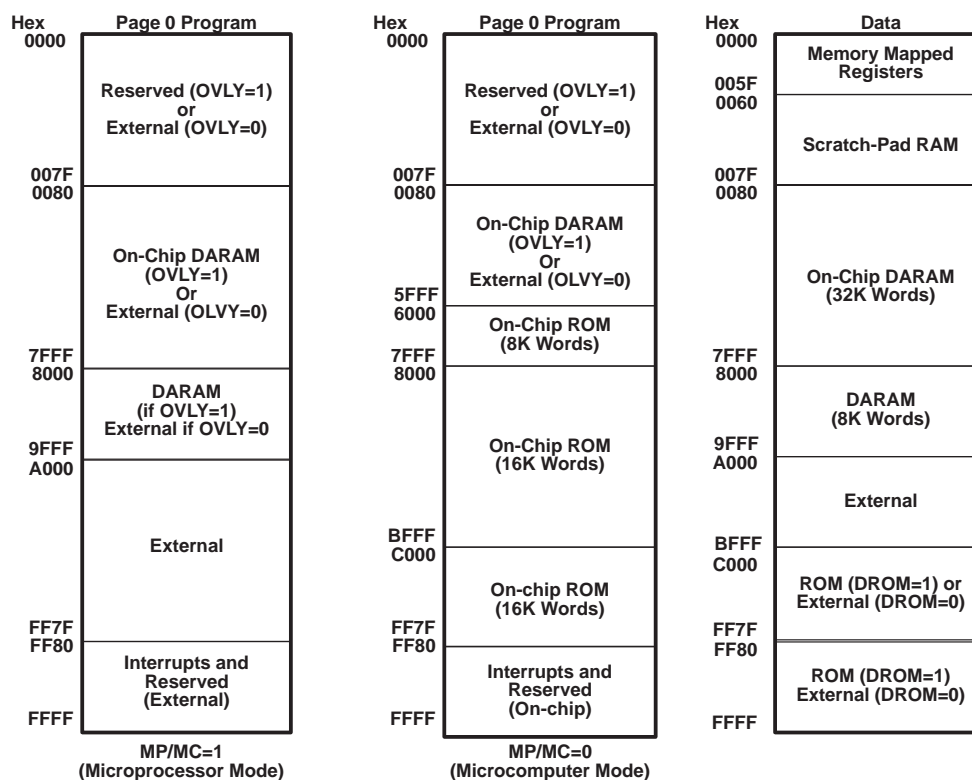 Hex
Page 0 Program
0000
Reserved (OVLY=1)
or
External (OVLY=0)
007F
0080
On-Chip DARAM
(OVLY=1)
Or
External (OLVY=0)
7FFF
8000
DARAM
(if OVLY=1)
External if OVLY=0
9FFF
A000
External
FF7F
FF80
Interrupts and
Reserved
(External)
FFFF
MP/MC=1
(Microprocessor Mode)
Hex
Page 0 Program
0000
Reserved (OVLY=1)
or
External (OVLY=0)
007F
0080
On-Chip DARAM
(OVLY=1)
Or
External (OLVY=0)
5FFF
6000
On-Chip ROM
(8K Words)
7FFF
8000
On-Chip ROM
(16K Words)
BFFF
C000
On-chip ROM
(16K Words)
FF7F
FF80
Interrupts and
Reserved
(On-chip)
FFFF
MP/MC=0
(Microcomputer Mode)
Hex
Data
0000
Memory Mapped
Registers
005F
0060
Scratch-Pad RAM
007F
0080
On-Chip DARAM
(32K Words)
7FFF
8000
DARAM
(8K Words)
9FFF
A000
External
BFFF
C000
ROM (DROM=1) or
External (DROM=0)
FF7F
FF80
ROM (DROM=1)
External (DROM=0)
FFFF